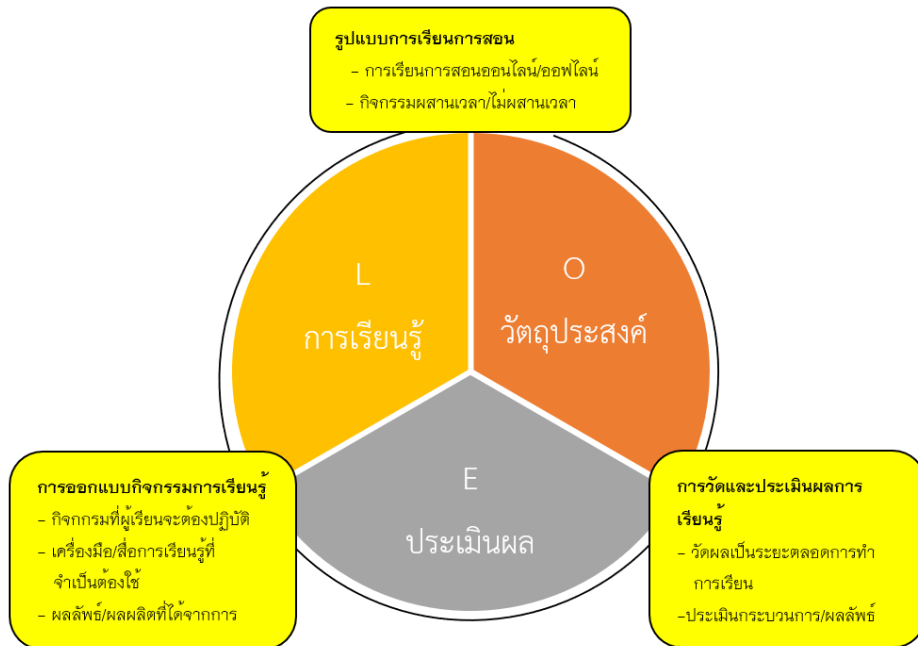 รูปแบบการเรียนการสอน
– การเรียนการสอนออนไลน์/ออฟไลน์
– กิจกรรมผสานเวลา/ไม่ผสานเวลา
L
การเรียนรู้
O
วัตถุประสงค์
E
ประเมินผล
การออกแบบกิจกรรมการเรียนรู้
– กิจกกรมที่ผู้เรียนจะต้องปฏิบัติ
– เครื่องมือ/สื่อการเรียนรู้ที่
จำเป็นต้องใช้
– ผลลัพธ์/ผลผลิตที่ได้จากการ
การวัดและประเมินผลการ
เรียนรู้
– วัดผลเป็นระยะตลอดการทำ
การเรียน
–ประเมินกระบวนการ/ผลลัพธ์